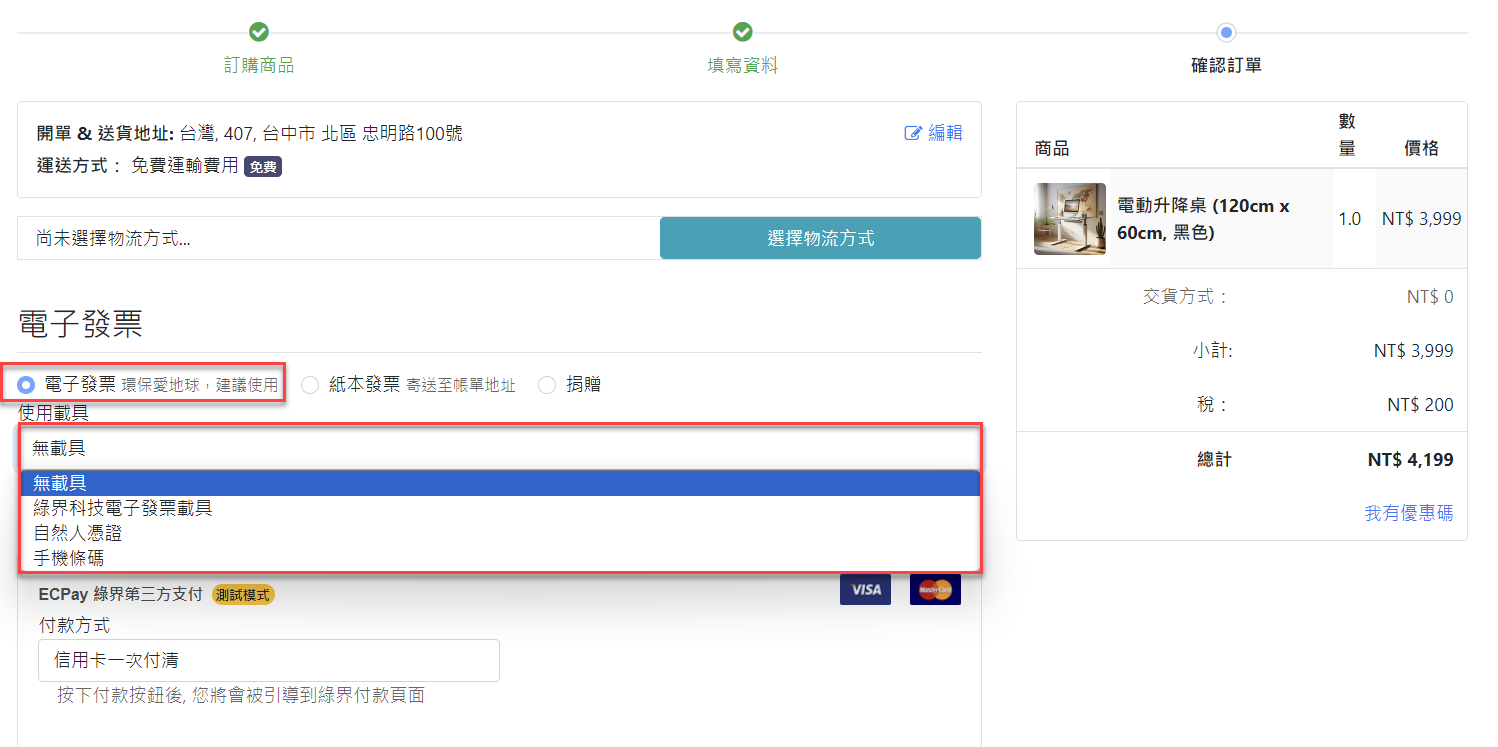 訂購商品
填寫資料
確認訂單
開單 & 送貨地址: 台灣, 407, 台中市 北區 忠明路100號
編輯
運送方式： 免費運輸費用 免費
尚未選擇物流方式...
選擇物流方式
電子發票
電子發票 環保愛地球，建議使用
紙本發票 寄送至帳單地址
捐贈
使用載具
無載具
無載具
綠界科技電子發票載具
自然人憑證
手機條碼
ECPay 綠界第三方支付 測試模式
VISA
MasterCard
付款方式
信用卡一次付清
按下付款按鈕後, 您將會被引導到綠界付款頁面
商品
數
量
價格
電動升降桌 (120cm x
60cm, 黑色)
1.0
NT$ 3,999
交貨方式：
NT$ 0
小計:
NT$ 3,999
稅：
NT$ 200
總計
NT$ 4,199
我有優惠碼